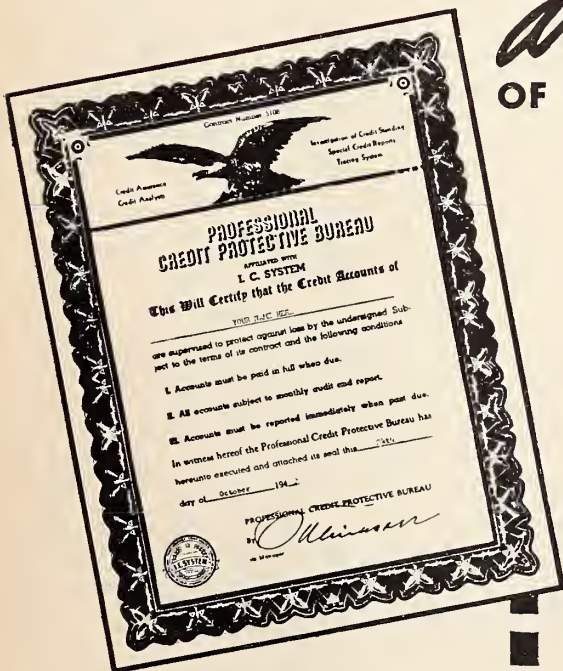 OF
Contract Number 5108
Credit Assurance
Credit Analysis
Investigation of Credit Standing
Special Credit Reports
Tracing System
PROFESSIONAL
CREDIT PROTECTIVE BUREAU
AFFILIATED WITH
I. C. SYSTEM
This Will Certify that the Credit Accounts of
YOUR NAME HERE
are supervised to protect against loss by the undersigned Sub-
ject to the terms of its contract and the following conditions
I. Accounts must be paid in full when due.
II. All accounts subject to monthly audit and report.
III. Accounts must be reported immediately when past due.
In witness hereof the Professional Credit Protective Bureau has
hereunto executed and attached its seal this
day of October 194
PROFESSIONAL CREDIT PROTECTIVE BUREAU
By
Manager
I. C. SYSTEM